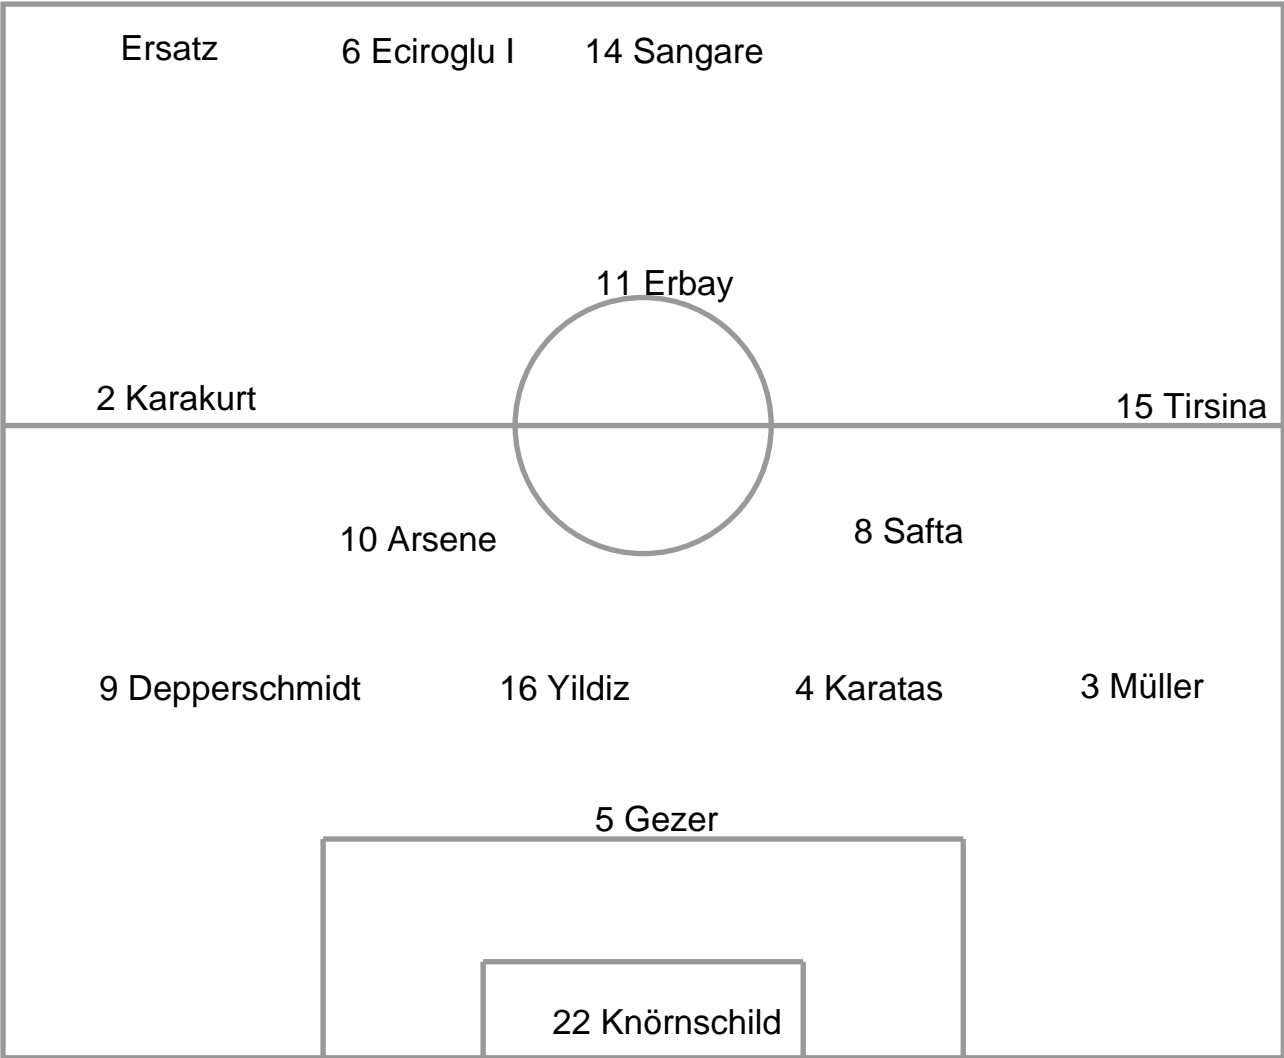 Ersatz 6 Eciroglu I 14 Sangare
11 Erbay
2 Karakurt 15 Tirsina
10 Arsene 8 Safta
9 Depperschmidt 16 Yildiz 4 Karatas 3 Müller
5 Gezer
22 Knörnschild